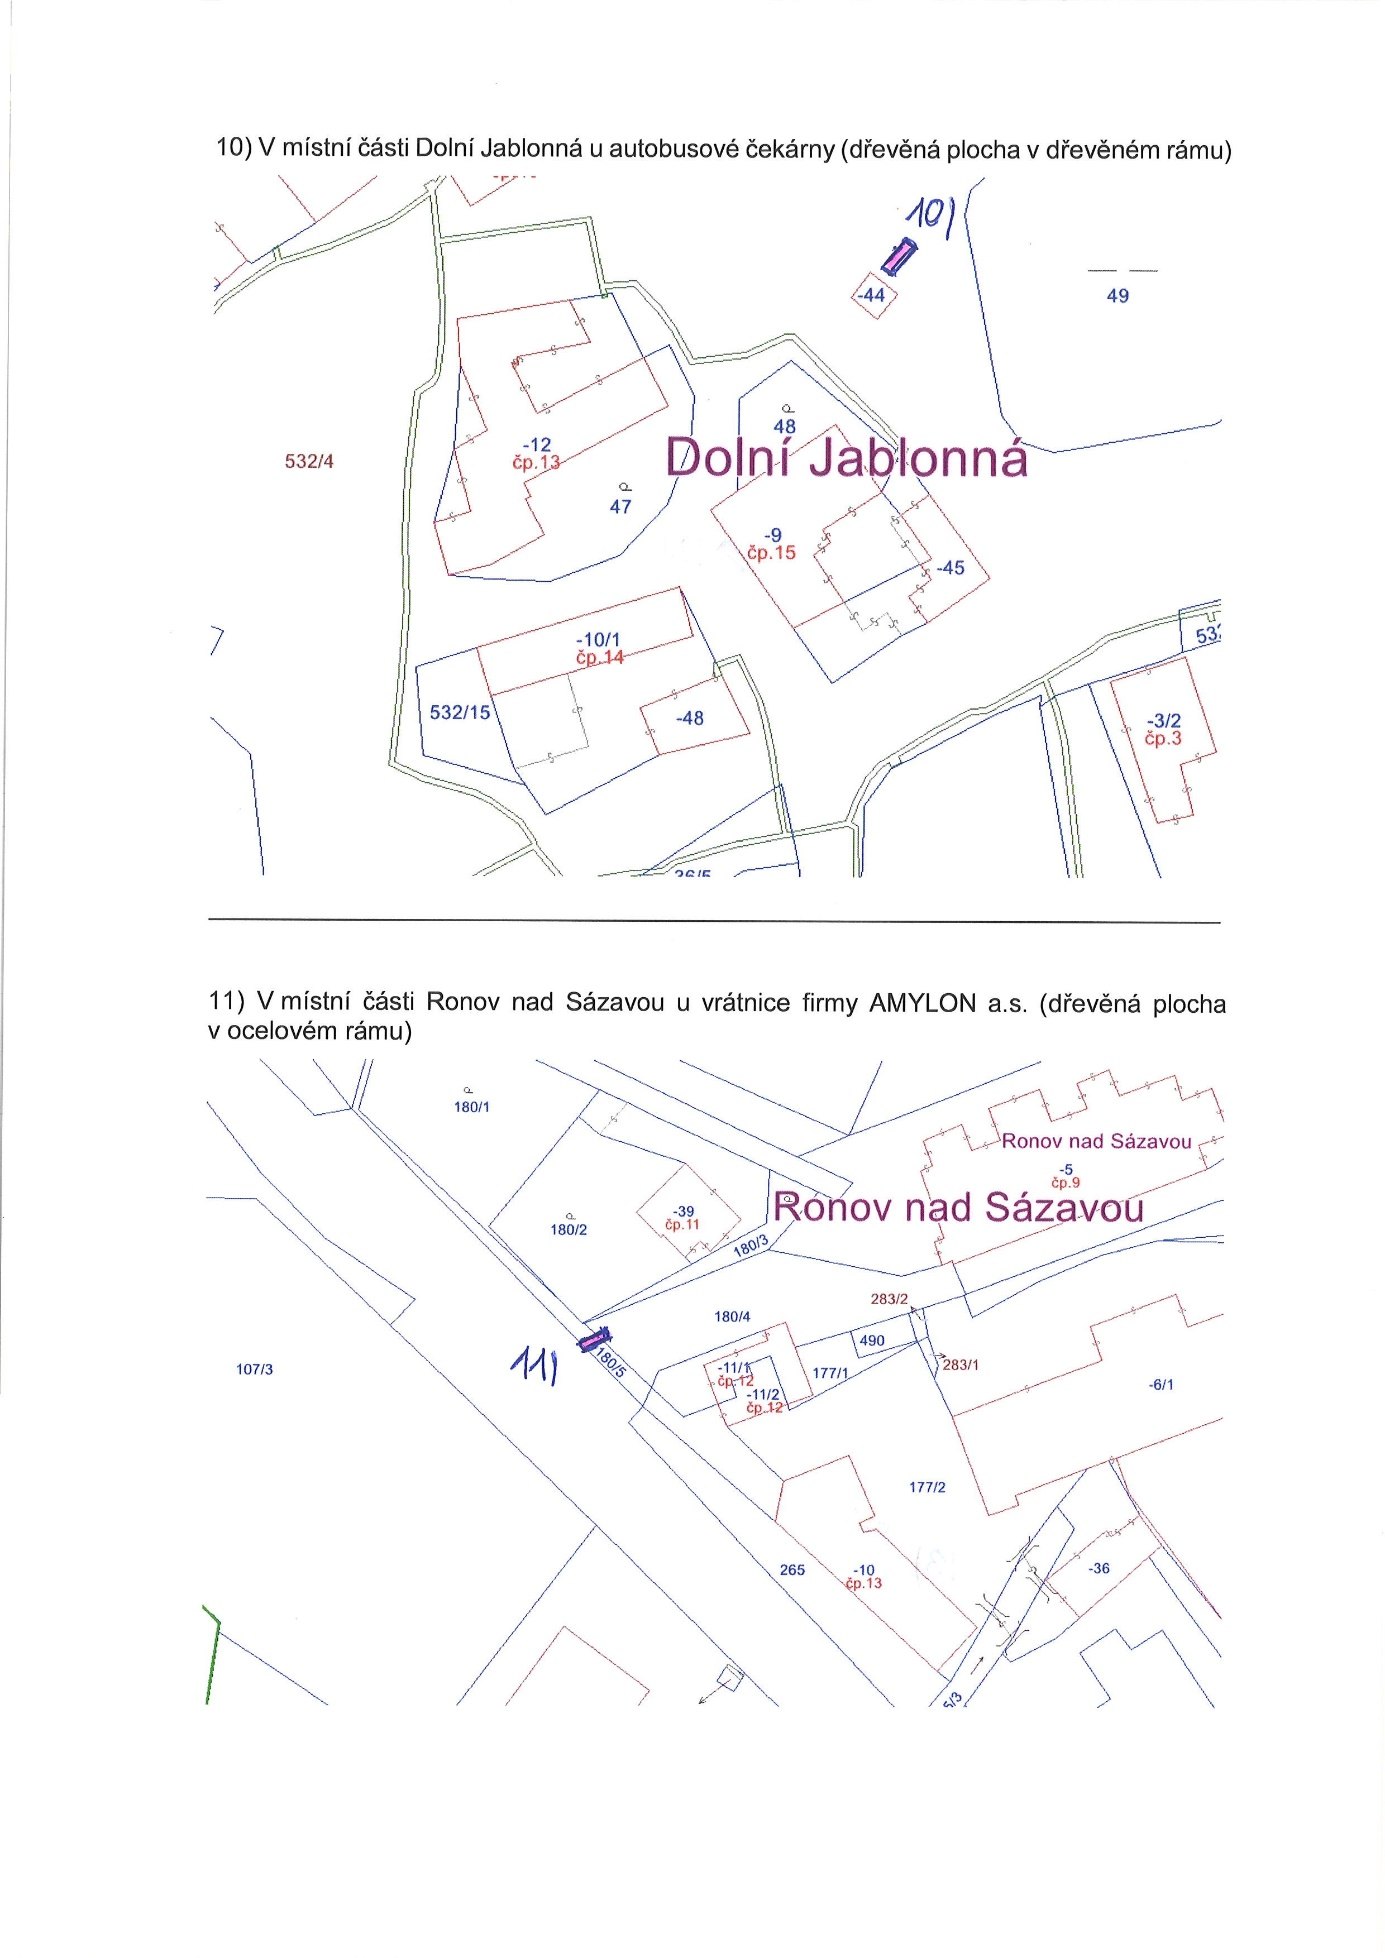 10) V místní části Dolní Jablonná u autobusové čekárny (dřevěná plocha v dřevěném rámu)
10)
-44
49
48
-12
čp.13
Dolní Jablonná
532/4
47
-9
čp.15
-45
-10/1
čp.14
532/15
-48
-3/2
čp.3
11) V místní části Ronov nad Sázavou u vrátnice firmy AMYLON a.s. (dřevěná plocha
v ocelovém rámu)
180/1
Ronov nad Sázavou
-5
čp.9
-39
čp.11
180/2
Ronov nad Sázavou
180/3
283/2
180/4
490
11)
180/5
107/3
-11/1
čp.12
-11/2
čp.12
177/1
283/1
-6/1
177/2
265
-10
čp.13
-36